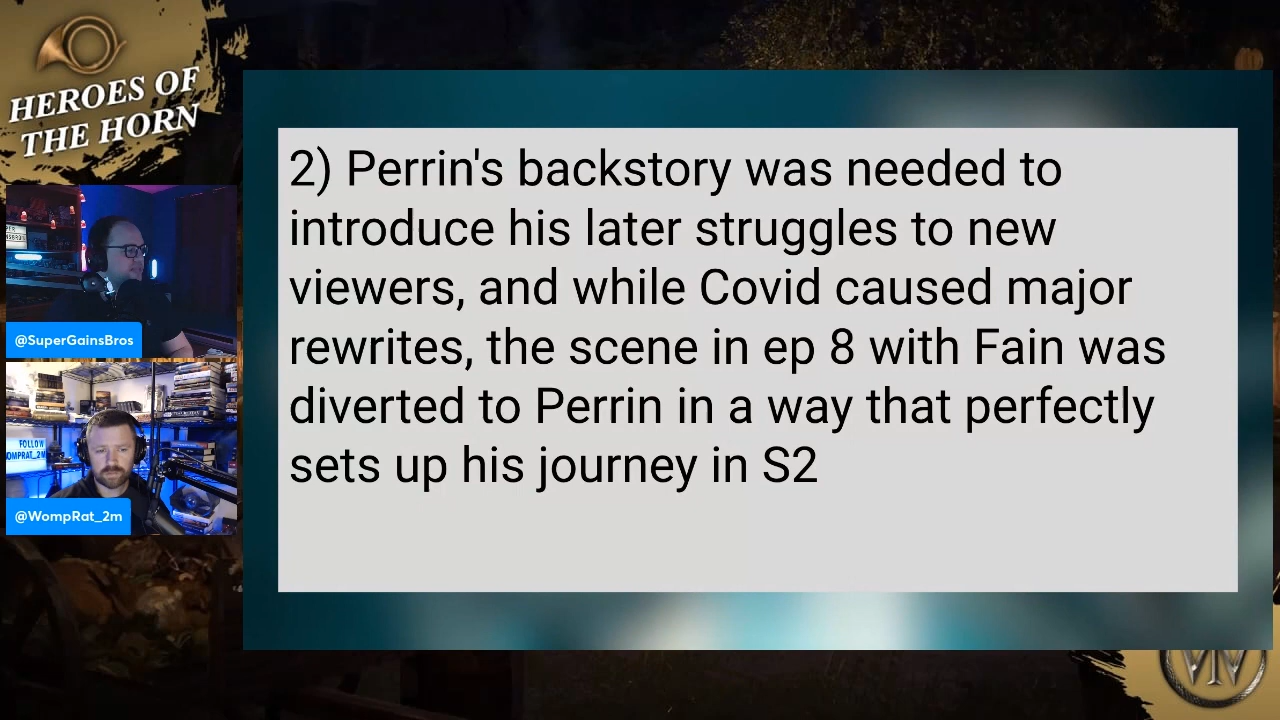 HEROES OF
THE HORN
2) Perrin's backstory was needed to
introduce his later struggles to new
viewers, and while Covid caused major
rewrites, the scene in ep 8 with Fain was
diverted to Perrin in a way that perfectly
sets up his journey in S2
@SuperGainsBros
FOLLOW
@WompRat_2m